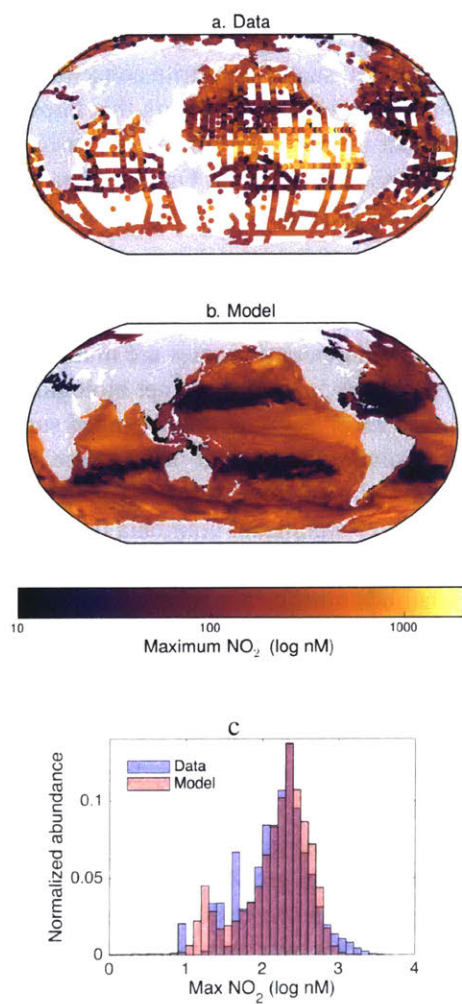 a. Data
b. Model
10 100 1000
Maximum NO₂ (log nM)
c
Data
Model
0.1
0.05
0
Normalized abundance
0 1 2 3 4
Max NO₂ (log nM)